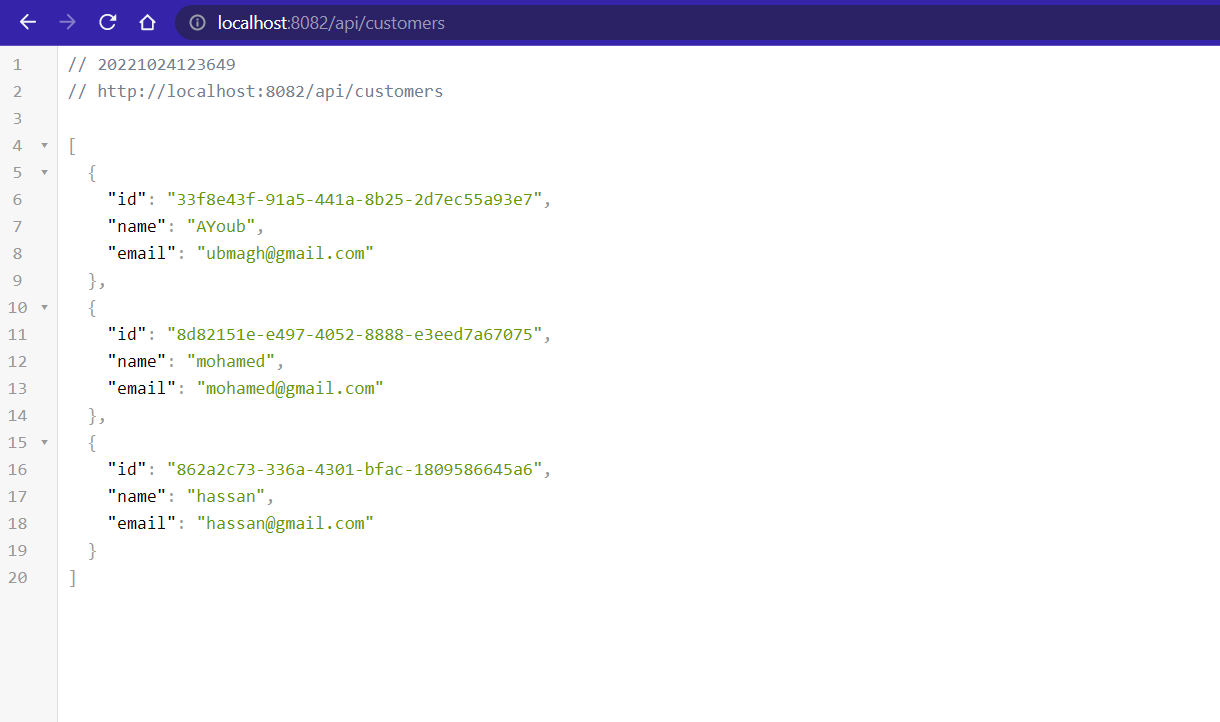 localhost:8082/api/customers
1 // 20221024123649
2 // http://localhost:8082/api/customers
3
4 [
5 {
6 "id": "33f8e43f-91a5-441a-8b25-2d7ec55a93e7",
7 "name": "AYoub",
8 "email": "ubmagh@gmail.com"
9 },
10 {
11 "id": "8d82151e-e497-4052-8888-e3eed7a67075",
12 "name": "mohamed",
13 "email": "mohamed@gmail.com"
14 },
15 {
16 "id": "862a2c73-336a-4301-bfac-1809586645a6",
17 "name": "hassan",
18 "email": "hassan@gmail.com"
19 }
20 ]